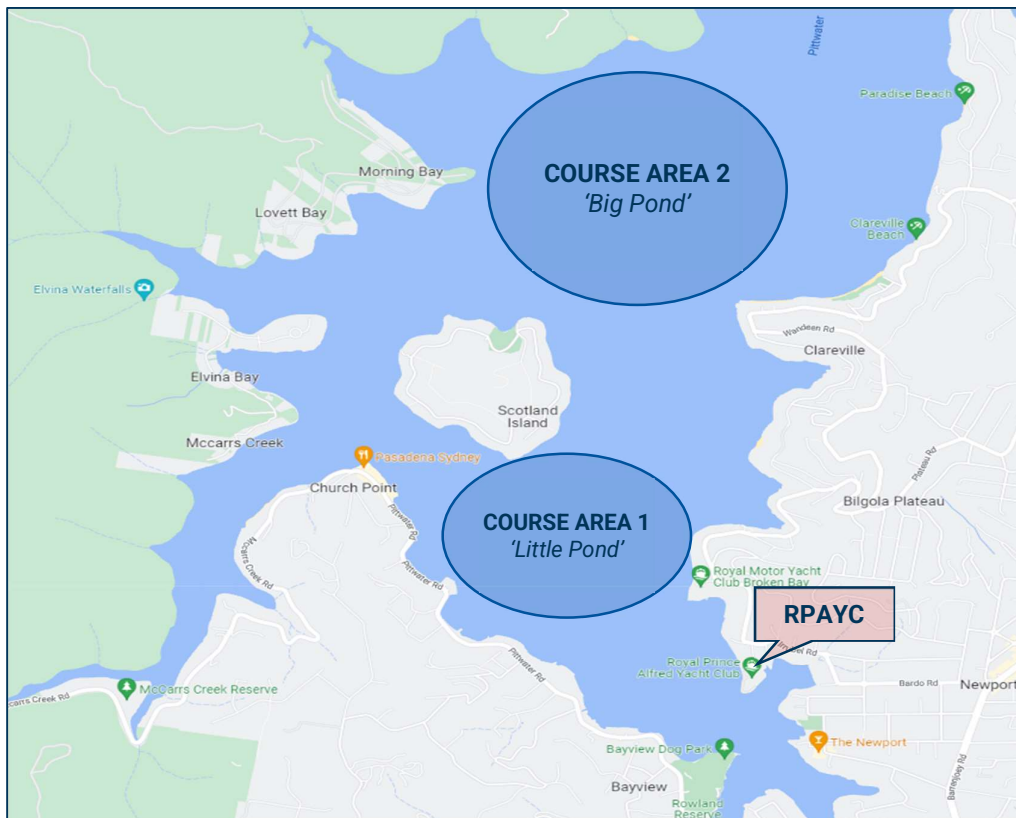 Pittwater
Paradise Beach
COURSE AREA 2
‘Big Pond’
Morning Bay
Lovett Bay
Clareville
Beach
Elvina Waterfalls
Wandeen Rd
Clareville
Elvina Bay
Scotland
Island
Mccarrs Creek
Pasadena Sydney
Church Point
Plateau Rd
Bilgola Plateau
Pittwater Rd
COURSE AREA 1
‘Little Pond’
McCarrs Creek Rd
Pittwater Rd
Royal Motor Yacht
Club Broken Bay
RPAYC
Pittwater Rd
Royal Prince
Alfred Yacht Club
Bardo Rd
Newport
McCarrs Creek Reserve
The Newport
Bayview Dog Park
Barrenjoey Rd
Bayview
Rowland
Reserve